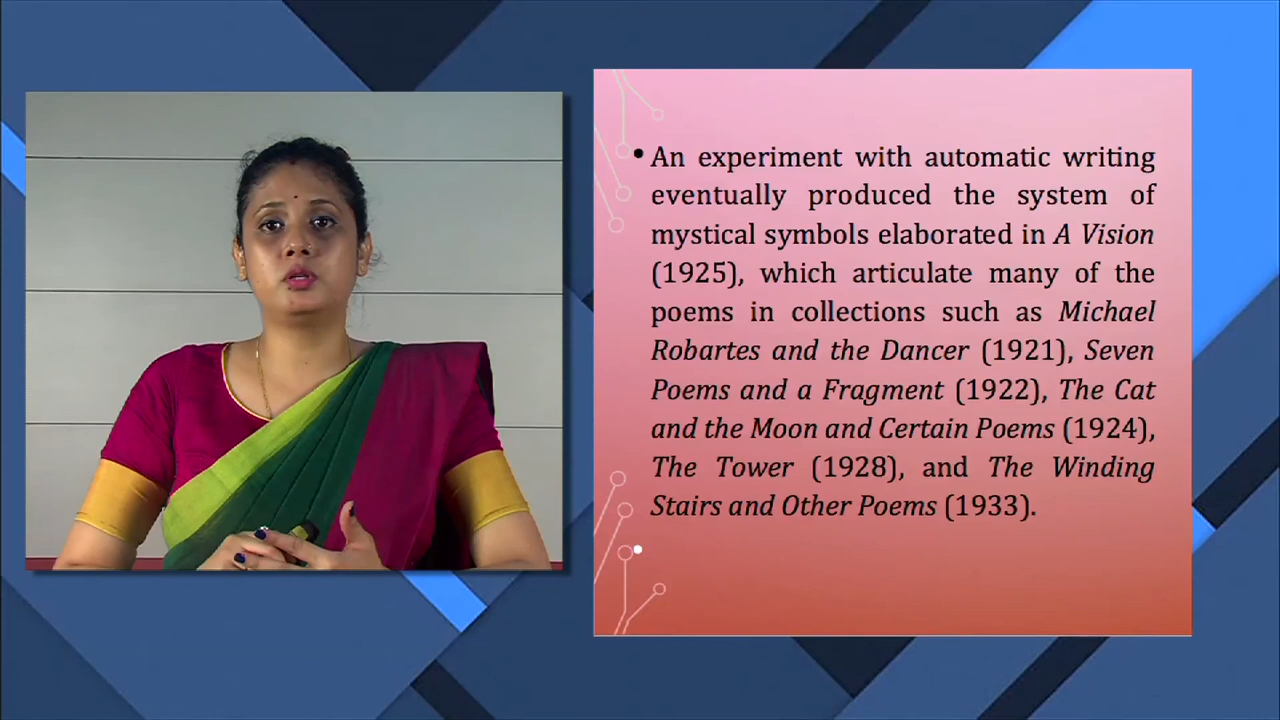 • An experiment with automatic writing
eventually produced the system of
mystical symbols elaborated in A Vision
(1925), which articulate many of the
poems in collections such as Michael
Robartes and the Dancer (1921), Seven
Poems and a Fragment (1922), The Cat
and the Moon and Certain Poems (1924),
The Tower (1928), and The Winding
Stairs and Other Poems (1933).